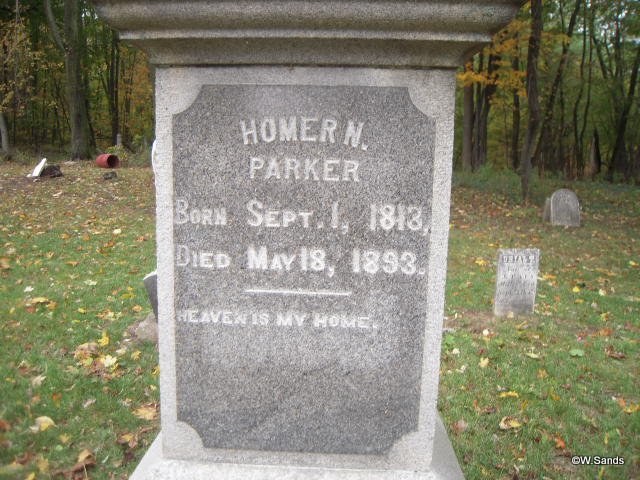 HOMER N.
PARKER
BORN SEPT. 1, 1813,
DIED MAY 18, 1893.
HEAVEN IS MY HOME.
©W.Sands